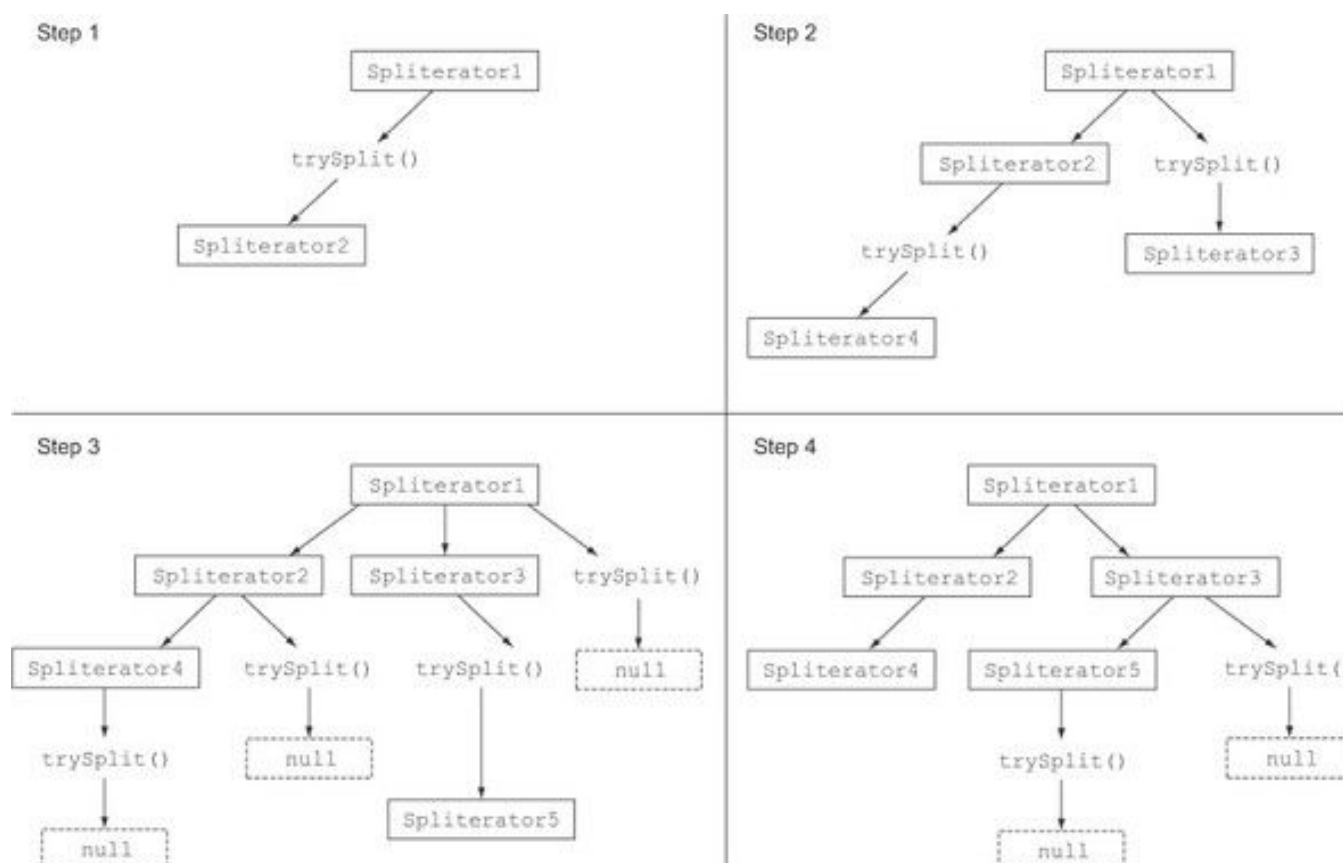 Step 1
Spliterator1
trySplit()
Spliterator2
Step 2
Spliterator1
Spliterator2
trySplit()
trySplit()
Spliterator3
Spliterator4
Step 3
Spliterator1
Spliterator2
Spliterator3
trySplit()
Spliterator4
trySplit()
trySplit()
null
trySplit()
null
Spliterator5
null
Step 4
Spliterator1
Spliterator2
Spliterator3
Spliterator4
Spliterator5
trySplit(
trySplit()
null
null